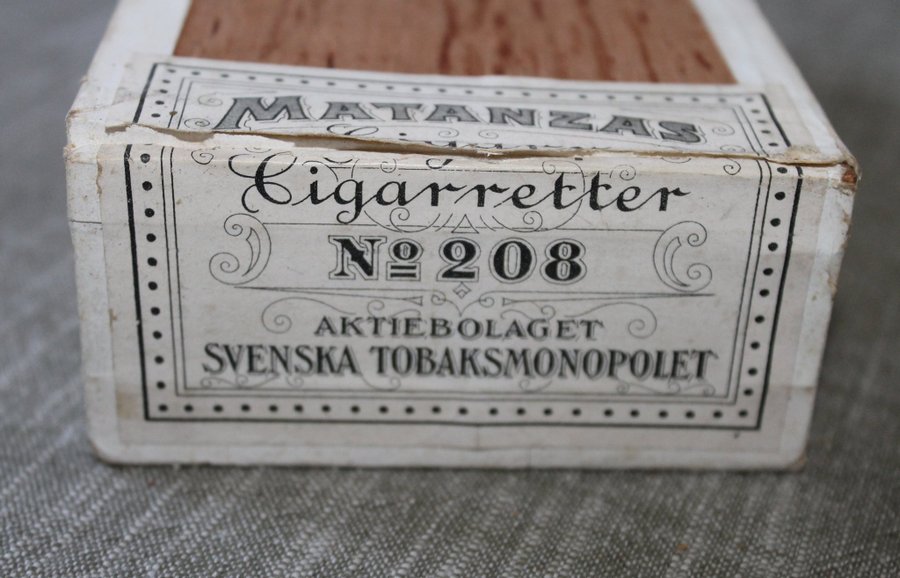 MATANZAS
Cigarretter
No 208
AKTIEBOLAGET
SVENSKA TOBAKSMONOPOLET